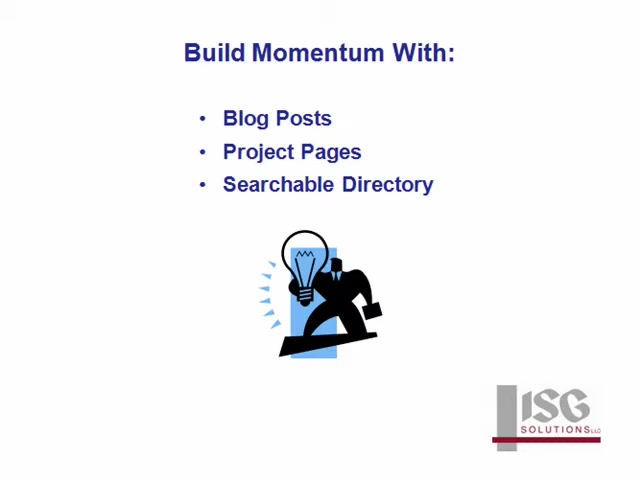 Build Momentum With:
• Blog Posts
• Project Pages
• Searchable Directory
ISG
SOLUTIONS LLC